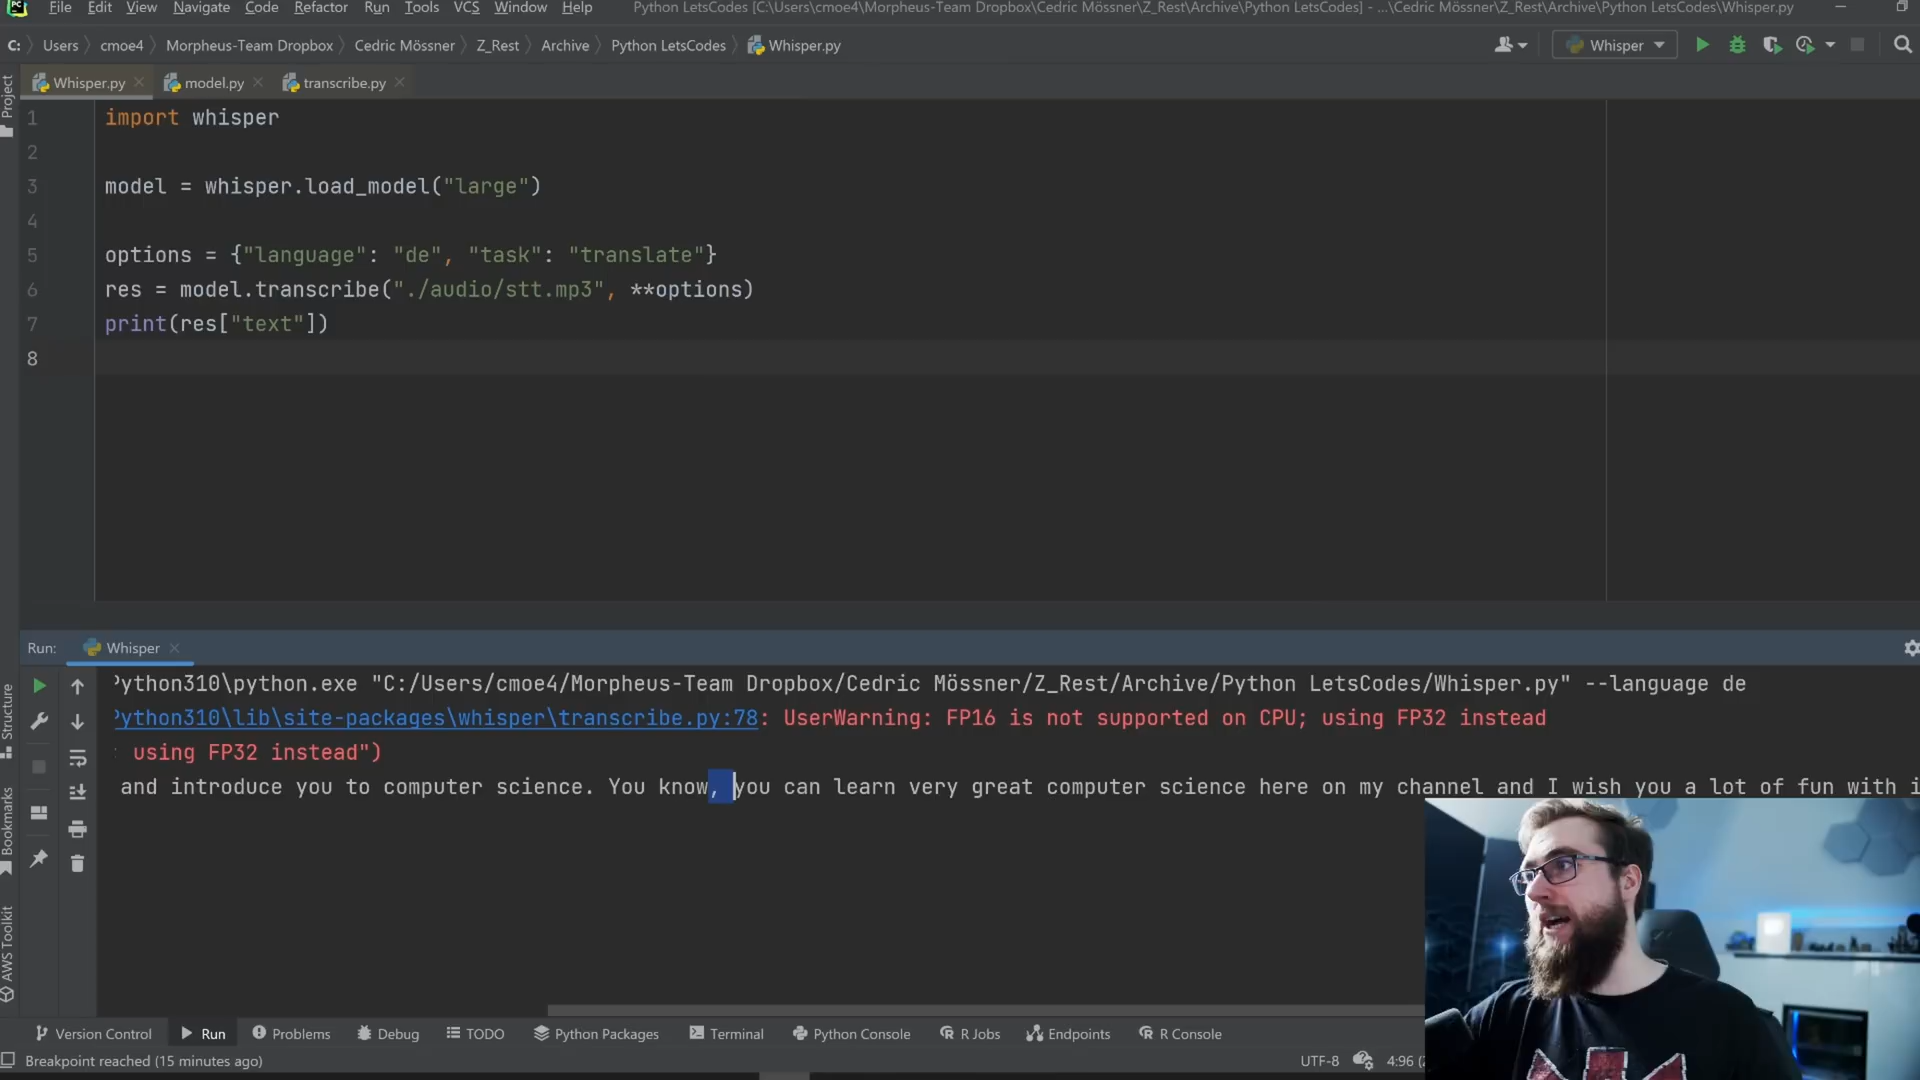 PC File Edit View Navigate Code Refactor Run Tools VCS Window Help Python LetsCodes [C:\Users\cmoe4\Morpheus-Team Dropbox\Cedric Mössner\Z_Rest\Archive\Python LetsCodes] - ...\Cedric Mössner\Z_Rest\Archive\Python LetsCodes\Whisper.py
C: Users cmoe4 Morpheus-Team Dropbox Cedric Mössner Z_Rest Archive Python LetsCodes Whisper.py Whisper
Project
Whisper.py model.py transcribe.py
1 import whisper
2
3 model = whisper.load_model("large")
4
5 options = {"language": "de", "task": "translate"}
6 res = model.transcribe("./audio/stt.mp3", **options)
7 print(res["text"])
8
Run: Whisper
Python310\python.exe "C:/Users/cmoe4/Morpheus-Team Dropbox/Cedric Mössner/Z_Rest/Archive/Python LetsCodes/Whisper.py" --language de
Python310\lib\site-packages\whisper\transcribe.py:78: UserWarning: FP16 is not supported on CPU; using FP32 instead
using FP32 instead")
and introduce you to computer science. You know, you can learn very great computer science here on my channel and I wish you a lot of fun with i
Structure
Bookmarks
AWS Toolkit
Version Control Run Problems Debug TODO Python Packages Terminal Python Console R Jobs Endpoints R Console
Breakpoint reached (15 minutes ago) UTF-8 4:96